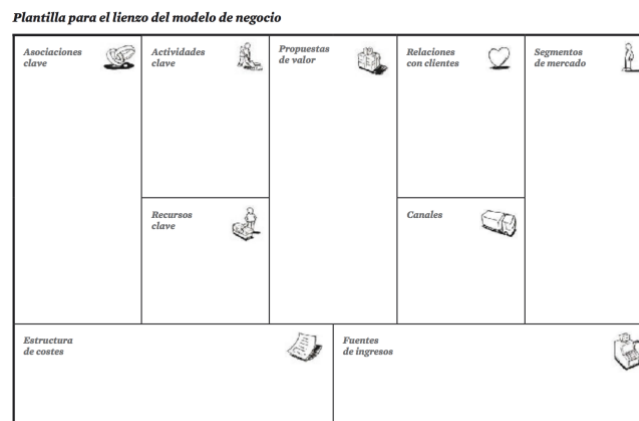 Plantilla para el lienzo del modelo de negocio
Asociaciones
clave
Actividades
clave
Propuestas
de valor
Relaciones
con clientes
Segmentos
de mercado
Recursos
clave
Canales
Estructura
de costes
Fuentes
de ingresos